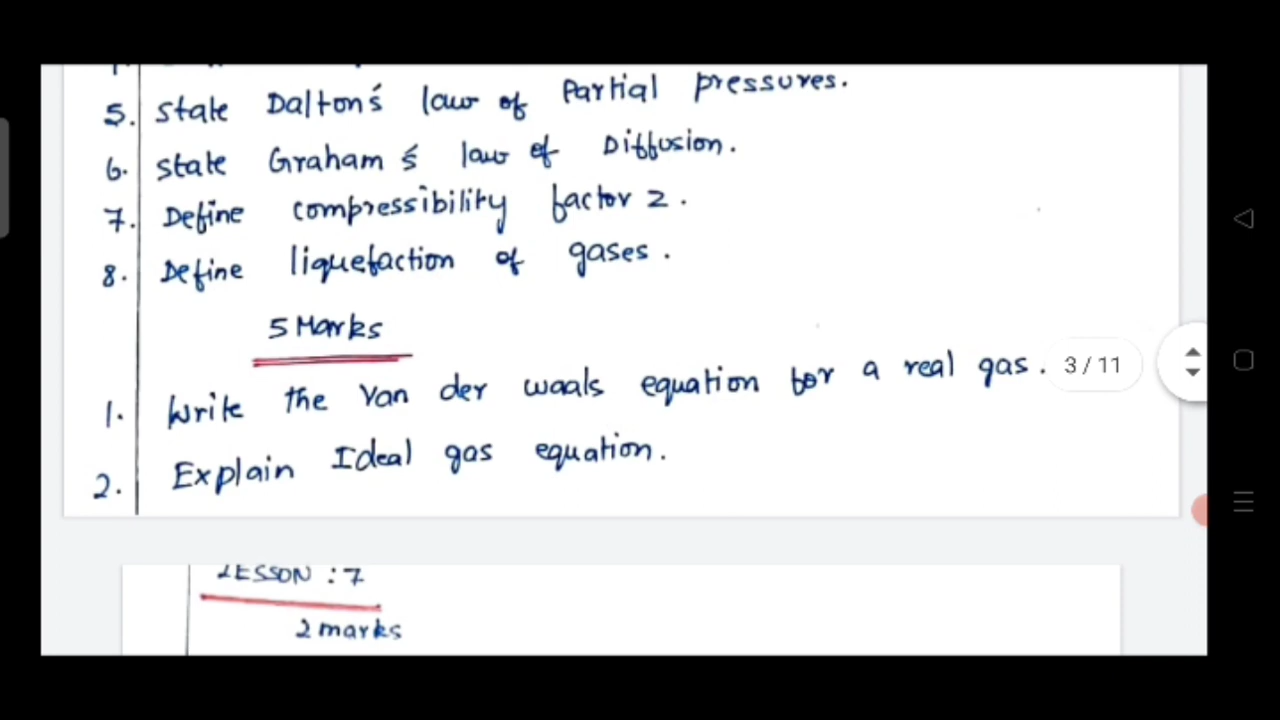 5. State Dalton's law of Partial pressures.
6. State Graham's law of Diffusion.
7. Define compressibility factor z.
8. Define liquefaction of gases.
5 Marks
1. Write the Van der waals equation for a real gas.
3 / 11
2. Explain Ideal gas equation.
LESSON : 7
2 marks